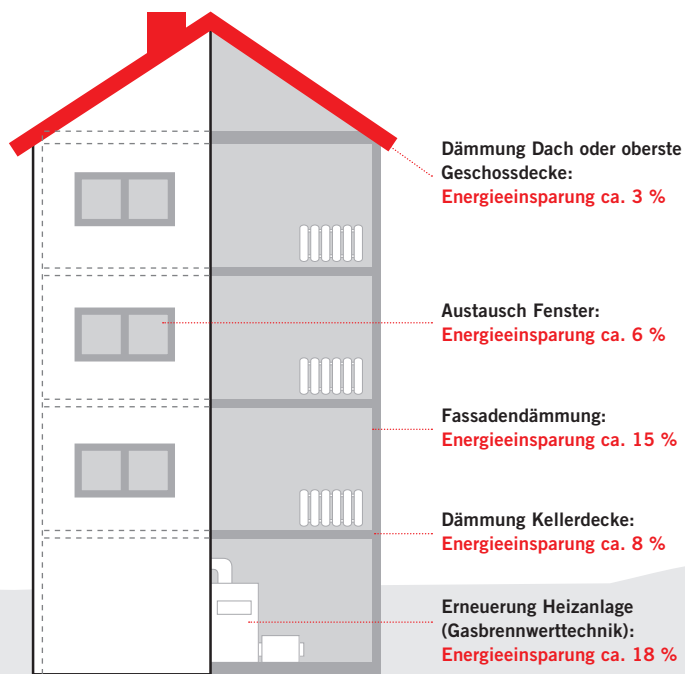 Dämmung Dach oder oberste
Geschossdecke:
Energieeinsparung ca. 3 %
Austausch Fenster:
Energieeinsparung ca. 6 %
Fassadendämmung:
Energieeinsparung ca. 15 %
Dämmung Kellerdecke:
Energieeinsparung ca. 8 %
Erneuerung Heizanlage
(Gasbrennwerttechnik):
Energieeinsparung ca. 18 %